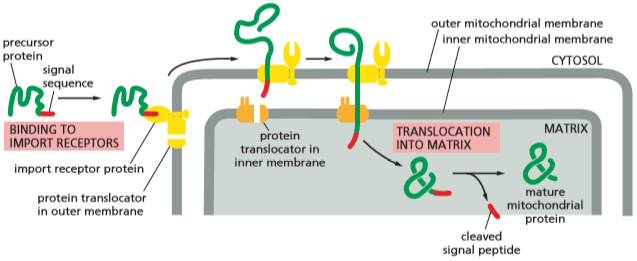 precursor
protein
signal
sequence
BINDING TO
IMPORT RECEPTORS
import receptor protein
protein translocator
in outer membrane
protein
translocator in
inner membrane
outer mitochondrial membrane
inner mitochondrial membrane
CYTOSOL
TRANSLOCATION
INTO MATRIX
MATRIX
mature
mitochondrial
protein
cleaved
signal peptide